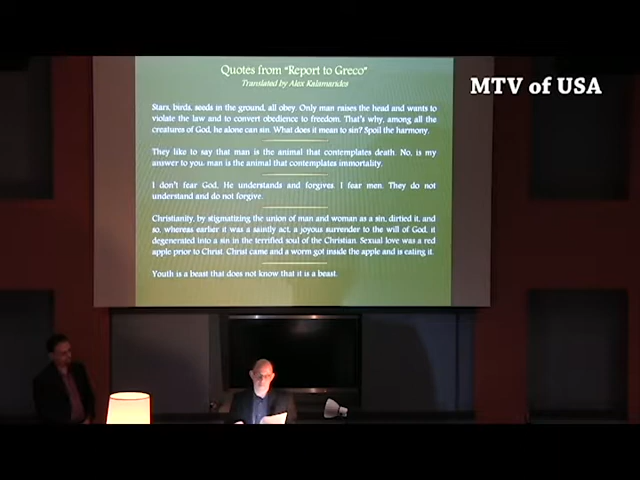 Quotes from "Report to Greco"
Translated by Alex Kalamarides
MTV of USA
Stars, birds, seeds in the ground, all obey. Only man raises the head and wants to
violate the law and to convert obedience to freedom. That's why, among all the
creatures of God, he alone can sin. What does it mean to sin? Spoil the harmony.
They like to say that man is the animal that contemplates death. No, is my
answer to you, man is the animal that contemplates immortality.
I don't fear God, He understands and forgives. I fear men. They do not
understand and do not forgive.
Christianity, by stigmatizing the union of man and woman as a sin, dirtied it, and
so, whereas earlier it was a saintly act, a joyous surrender to the will of God, it
degenerated into a sin in the terrified soul of the Christian. Sexual love was a red
apple prior to Christ. Christ came and a worm got inside the apple and is eating it.
Youth is a beast that does not know that it is a beast.